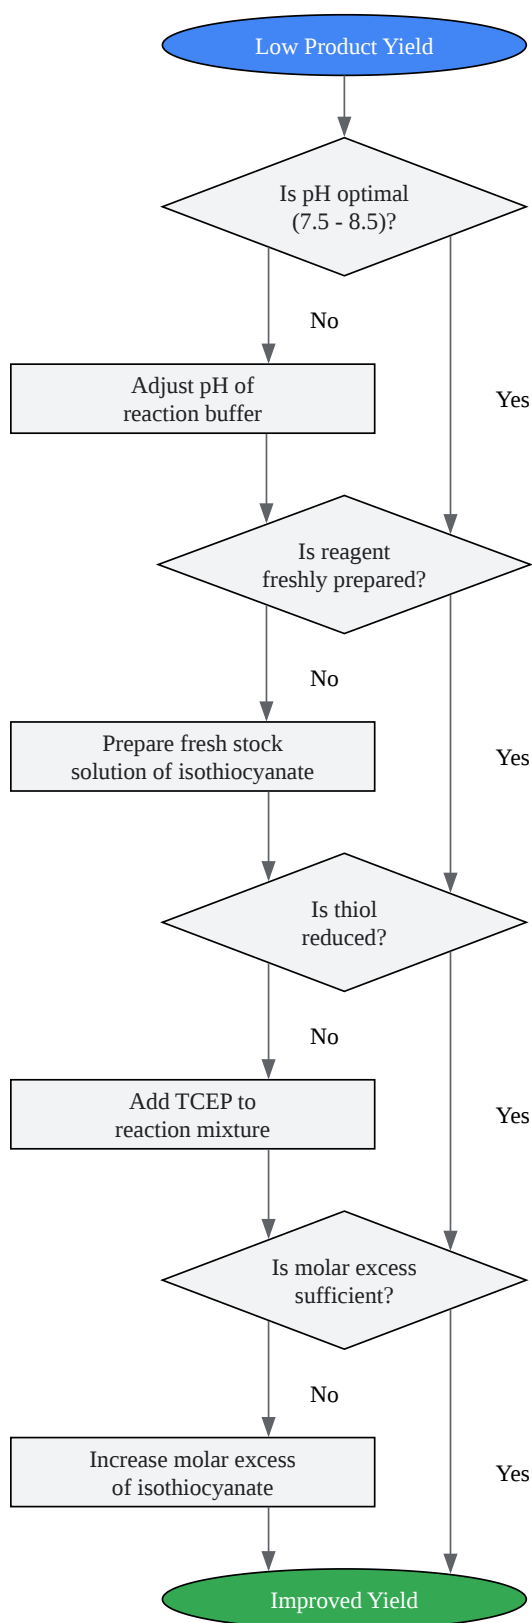 Low Product Yield
Is pH optimal
(7.5 - 8.5)?
No
Adjust pH of
reaction buffer
Yes
Is reagent
freshly prepared?
No
Prepare fresh stock
solution of isothiocyanate
Yes
Is thiol
reduced?
No
Add TCEP to
reaction mixture
Yes
Is molar excess
sufficient?
No
Increase molar excess
of isothiocyanate
Yes
Improved Yield